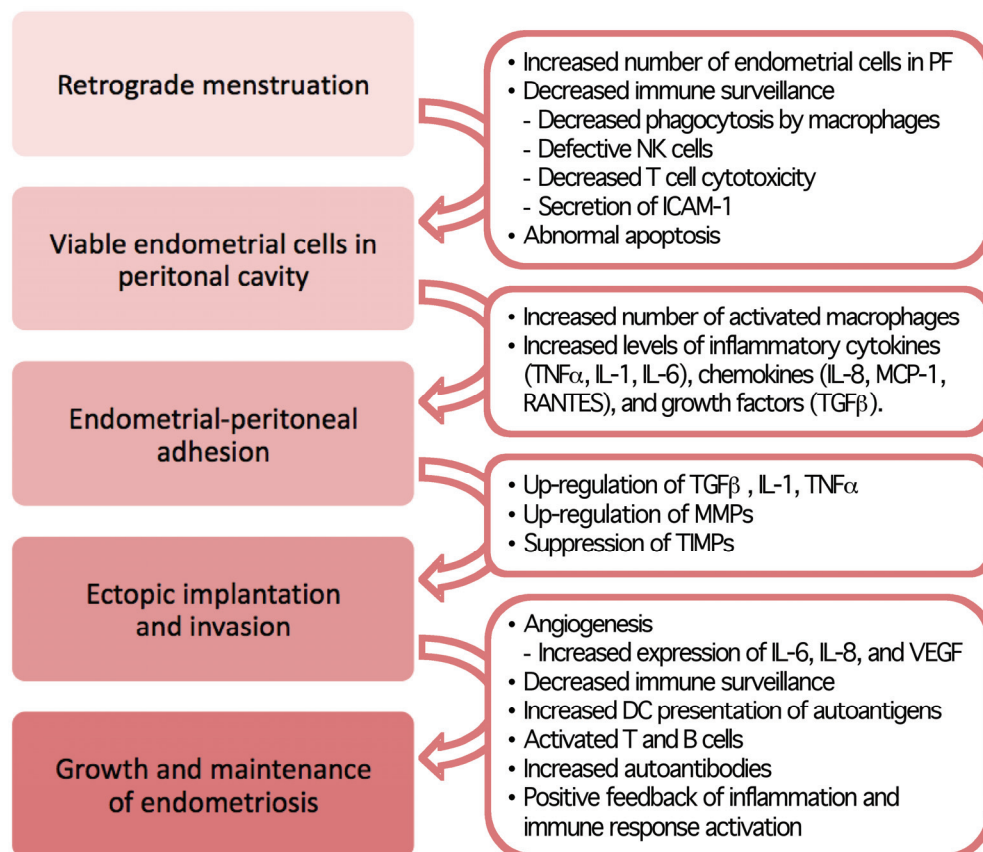 Retrograde menstruation
• Increased number of endometrial cells in PF
• Decreased immune surveillance
- Decreased phagocytosis by macrophages
- Defective NK cells
- Decreased T cell cytotoxicity
- Secretion of ICAM-1
• Abnormal apoptosis
Viable endometrial cells in
peritonal cavity
• Increased number of activated macrophages
• Increased levels of inflammatory cytokines
(TNFα, IL-1, IL-6), chemokines (IL-8, MCP-1,
RANTES), and growth factors (TGFβ).
Endometrial-peritoneal
adhesion
• Up-regulation of TGFβ , IL-1, TNFα
• Up-regulation of MMPs
• Suppression of TIMPs
Ectopic implantation
and invasion
• Angiogenesis
- Increased expression of IL-6, IL-8, and VEGF
• Decreased immune surveillance
• Increased DC presentation of autoantigens
• Activated T and B cells
• Increased autoantibodies
• Positive feedback of inflammation and
immune response activation
Growth and maintenance
of endometriosis